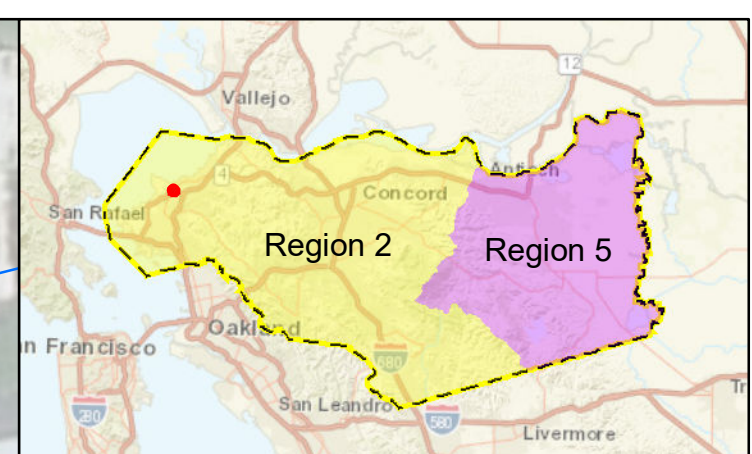 12
Vallejo
Antioch
4
Concord
San Rafael
Region 2
Region 5
Oakland
n Francisco
680
San Leandro
280
580
Livermore
Tr